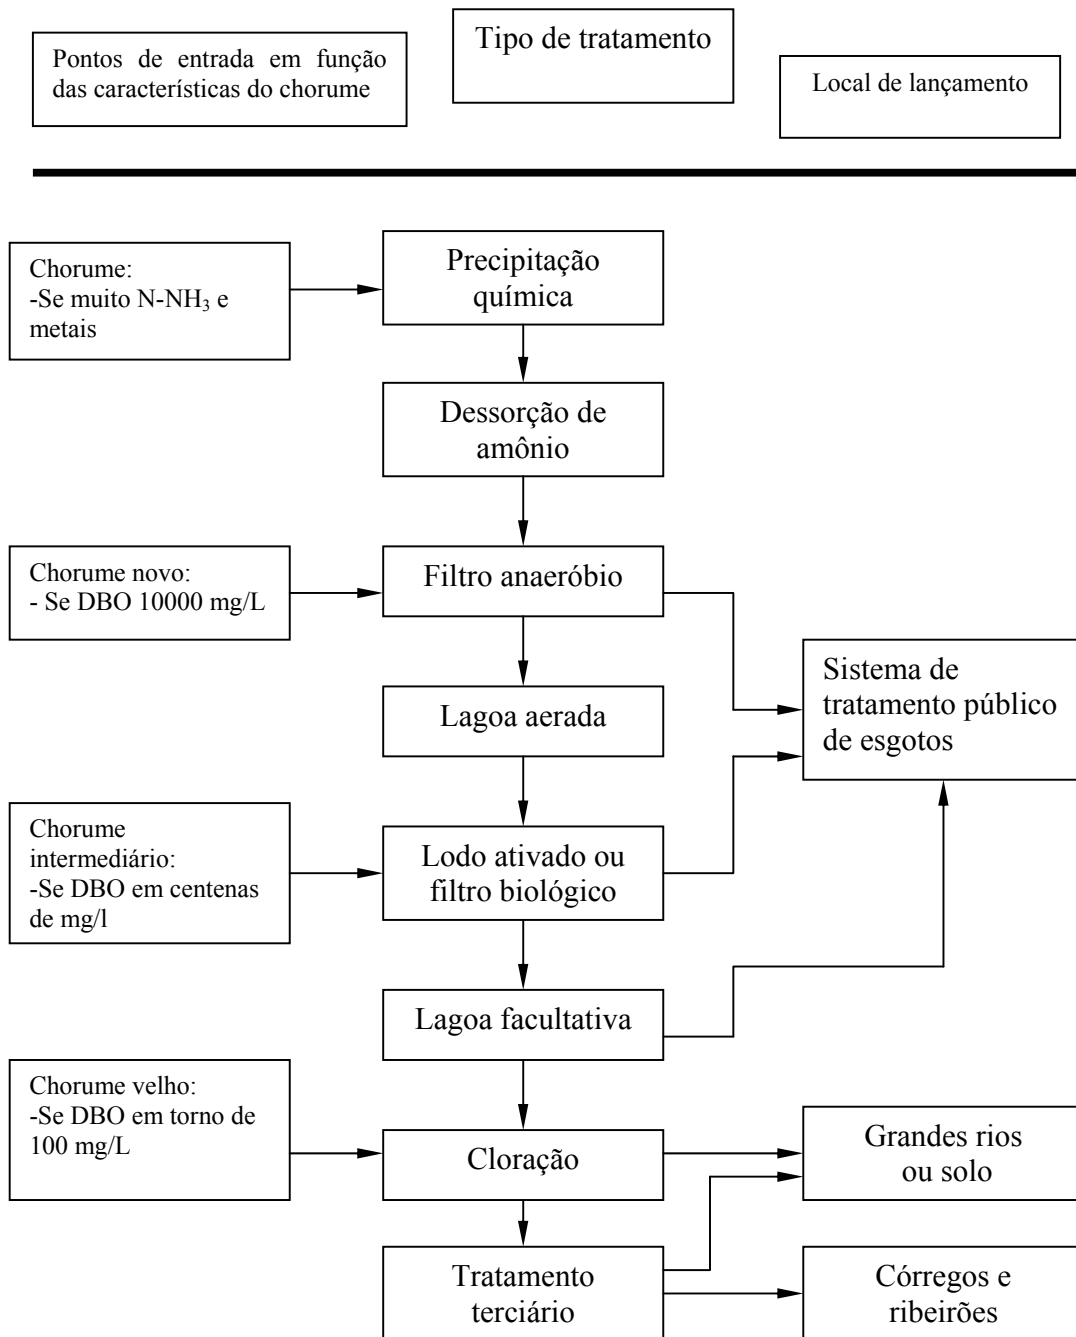 Pontos de entrada em função
das características do chorume
Tipo de tratamento
Local de lançamento
Chorume:
-Se muito N-NH₃ e
metais
Precipitação
química
Dessorção de
amônio
Chorume novo:
- Se DBO 10000 mg/L
Filtro anaeróbio
Sistema de
tratamento público
de esgotos
Lagoa aerada
Chorume
intermediário:
-Se DBO em centenas
de mg/l
Lodo ativado ou
filtro biológico
Lagoa facultativa
Chorume velho:
-Se DBO em torno de
100 mg/L
Cloração
Grandes rios
ou solo
Tratamento
terciário
Córregos e
ribeirões